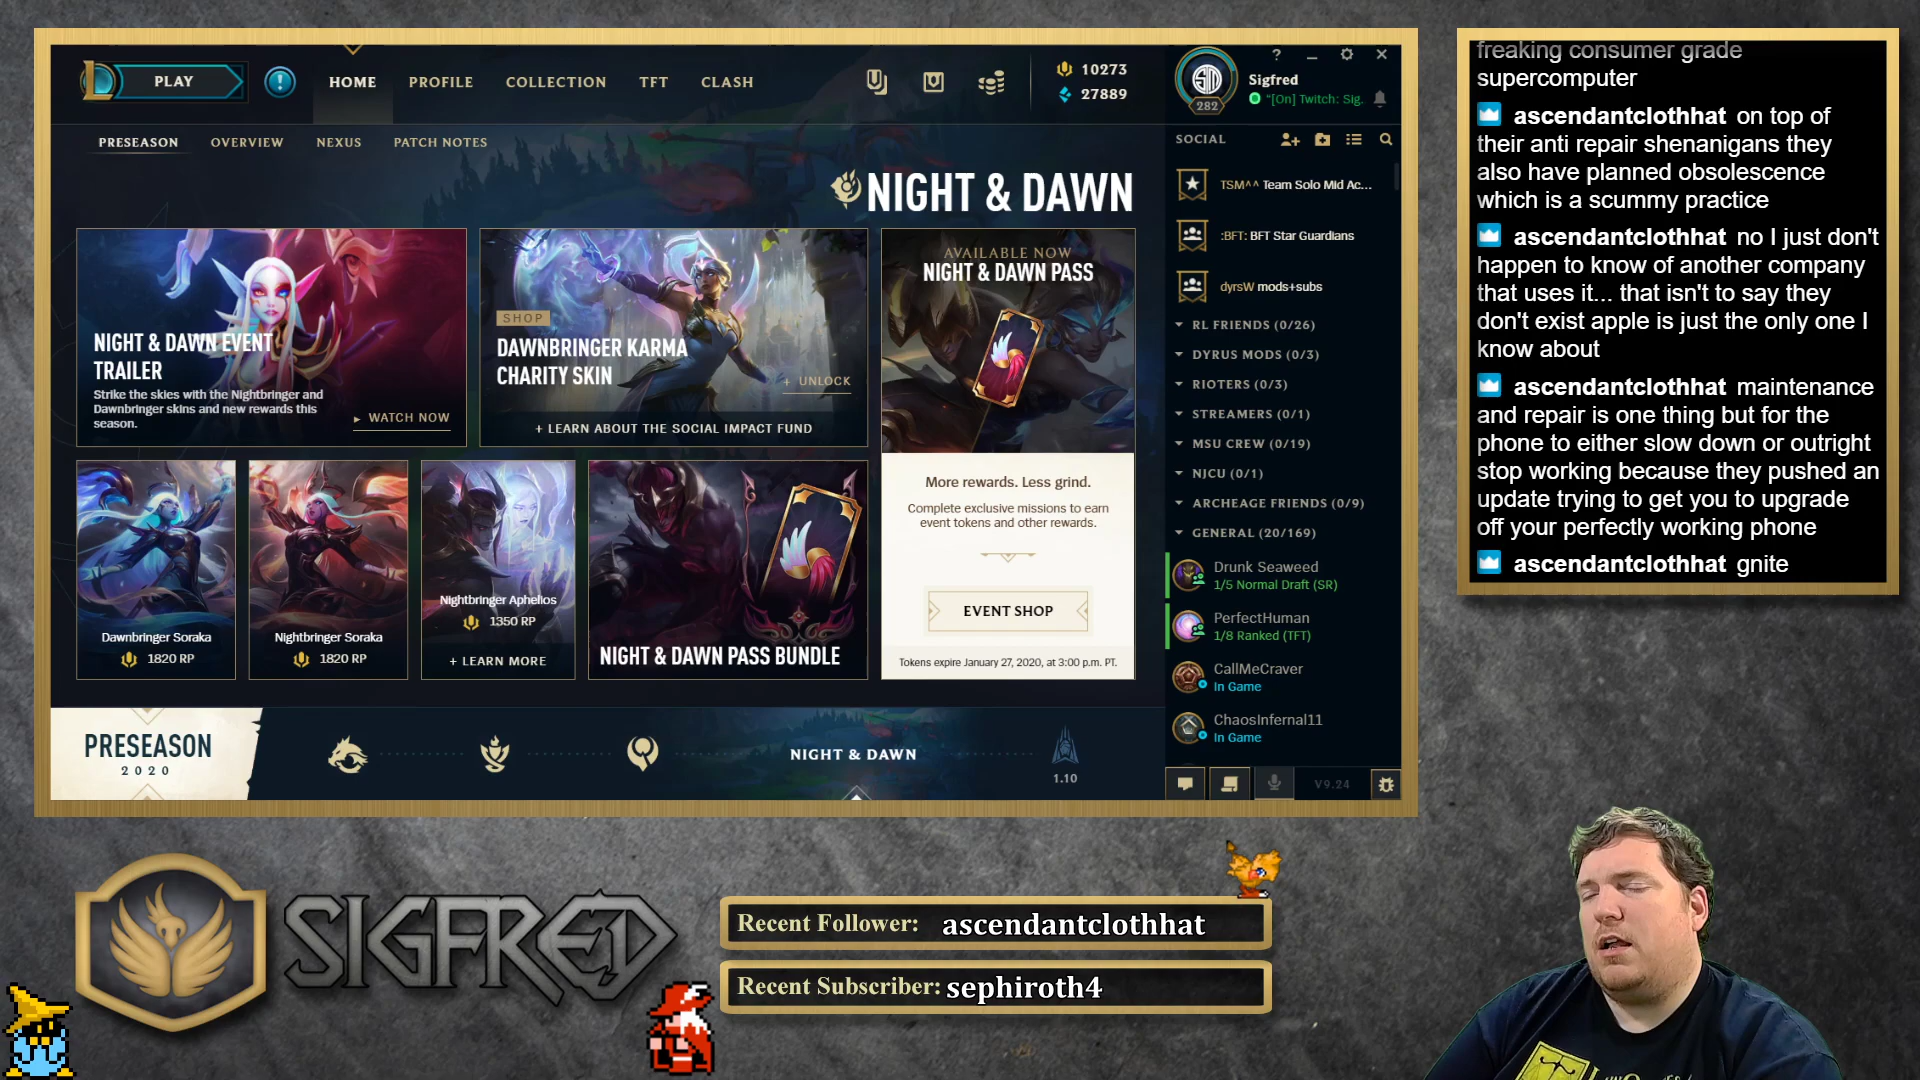 PLAY
HOME
PROFILE
COLLECTION
TFT
CLASH
10273
27889
PRESEASON
OVERVIEW
NEXUS
PATCH NOTES
NIGHT & DAWN
NIGHT & DAWN EVENT
TRAILER
Strike the skies with the Nightbringer and
Dawnbringer skins and new rewards this
season.
WATCH NOW
SHOP
DAWNBRINGER KARMA
CHARITY SKIN
+ UNLOCK
+ LEARN ABOUT THE SOCIAL IMPACT FUND
AVAILABLE NOW
NIGHT & DAWN PASS
More rewards. Less grind.
Complete exclusive missions to earn
event tokens and other rewards.
EVENT SHOP
Tokens expire January 27, 2020, at 3:00 p.m. PT.
Dawnbringer Soraka
1820 RP
Nightbringer Soraka
1820 RP
Nightbringer Aphelios
1350 RP
+ LEARN MORE
NIGHT & DAWN PASS BUNDLE
PRESEASON
2020
NIGHT & DAWN
1.10
?
282
Sigfred
"[On] Twitch: Sig.
SOCIAL
TSM^^ Team Solo Mid Ac...
:BFT: BFT Star Guardians
dyrsW mods+subs
RL FRIENDS (0/26)
DYRUS MODS (0/3)
RIOTERS (0/3)
STREAMERS (0/1)
MSU CREW (0/19)
NJCU (0/1)
ARCHEAGE FRIENDS (0/9)
GENERAL (20/169)
Drunk Seaweed
1/5 Normal Draft (SR)
PerfectHuman
1/8 Ranked (TFT)
CallMeCraver
In Game
ChaosInfernal11
In Game
V9.24
freaking consumer grade
supercomputer
ascendantclothhat on top of
their anti repair shenanigans they
also have planned obsolescence
which is a scummy practice
ascendantclothhat no I just don't
happen to know of another company
that uses it... that isn't to say they
don't exist apple is just the only one I
know about
ascendantclothhat maintenance
and repair is one thing but for the
phone to either slow down or outright
stop working because they pushed an
update trying to get you to upgrade
off your perfectly working phone
ascendantclothhat gnite
SIGFRED
Recent Follower: ascendantclothhat
Recent Subscriber: sephiroth4